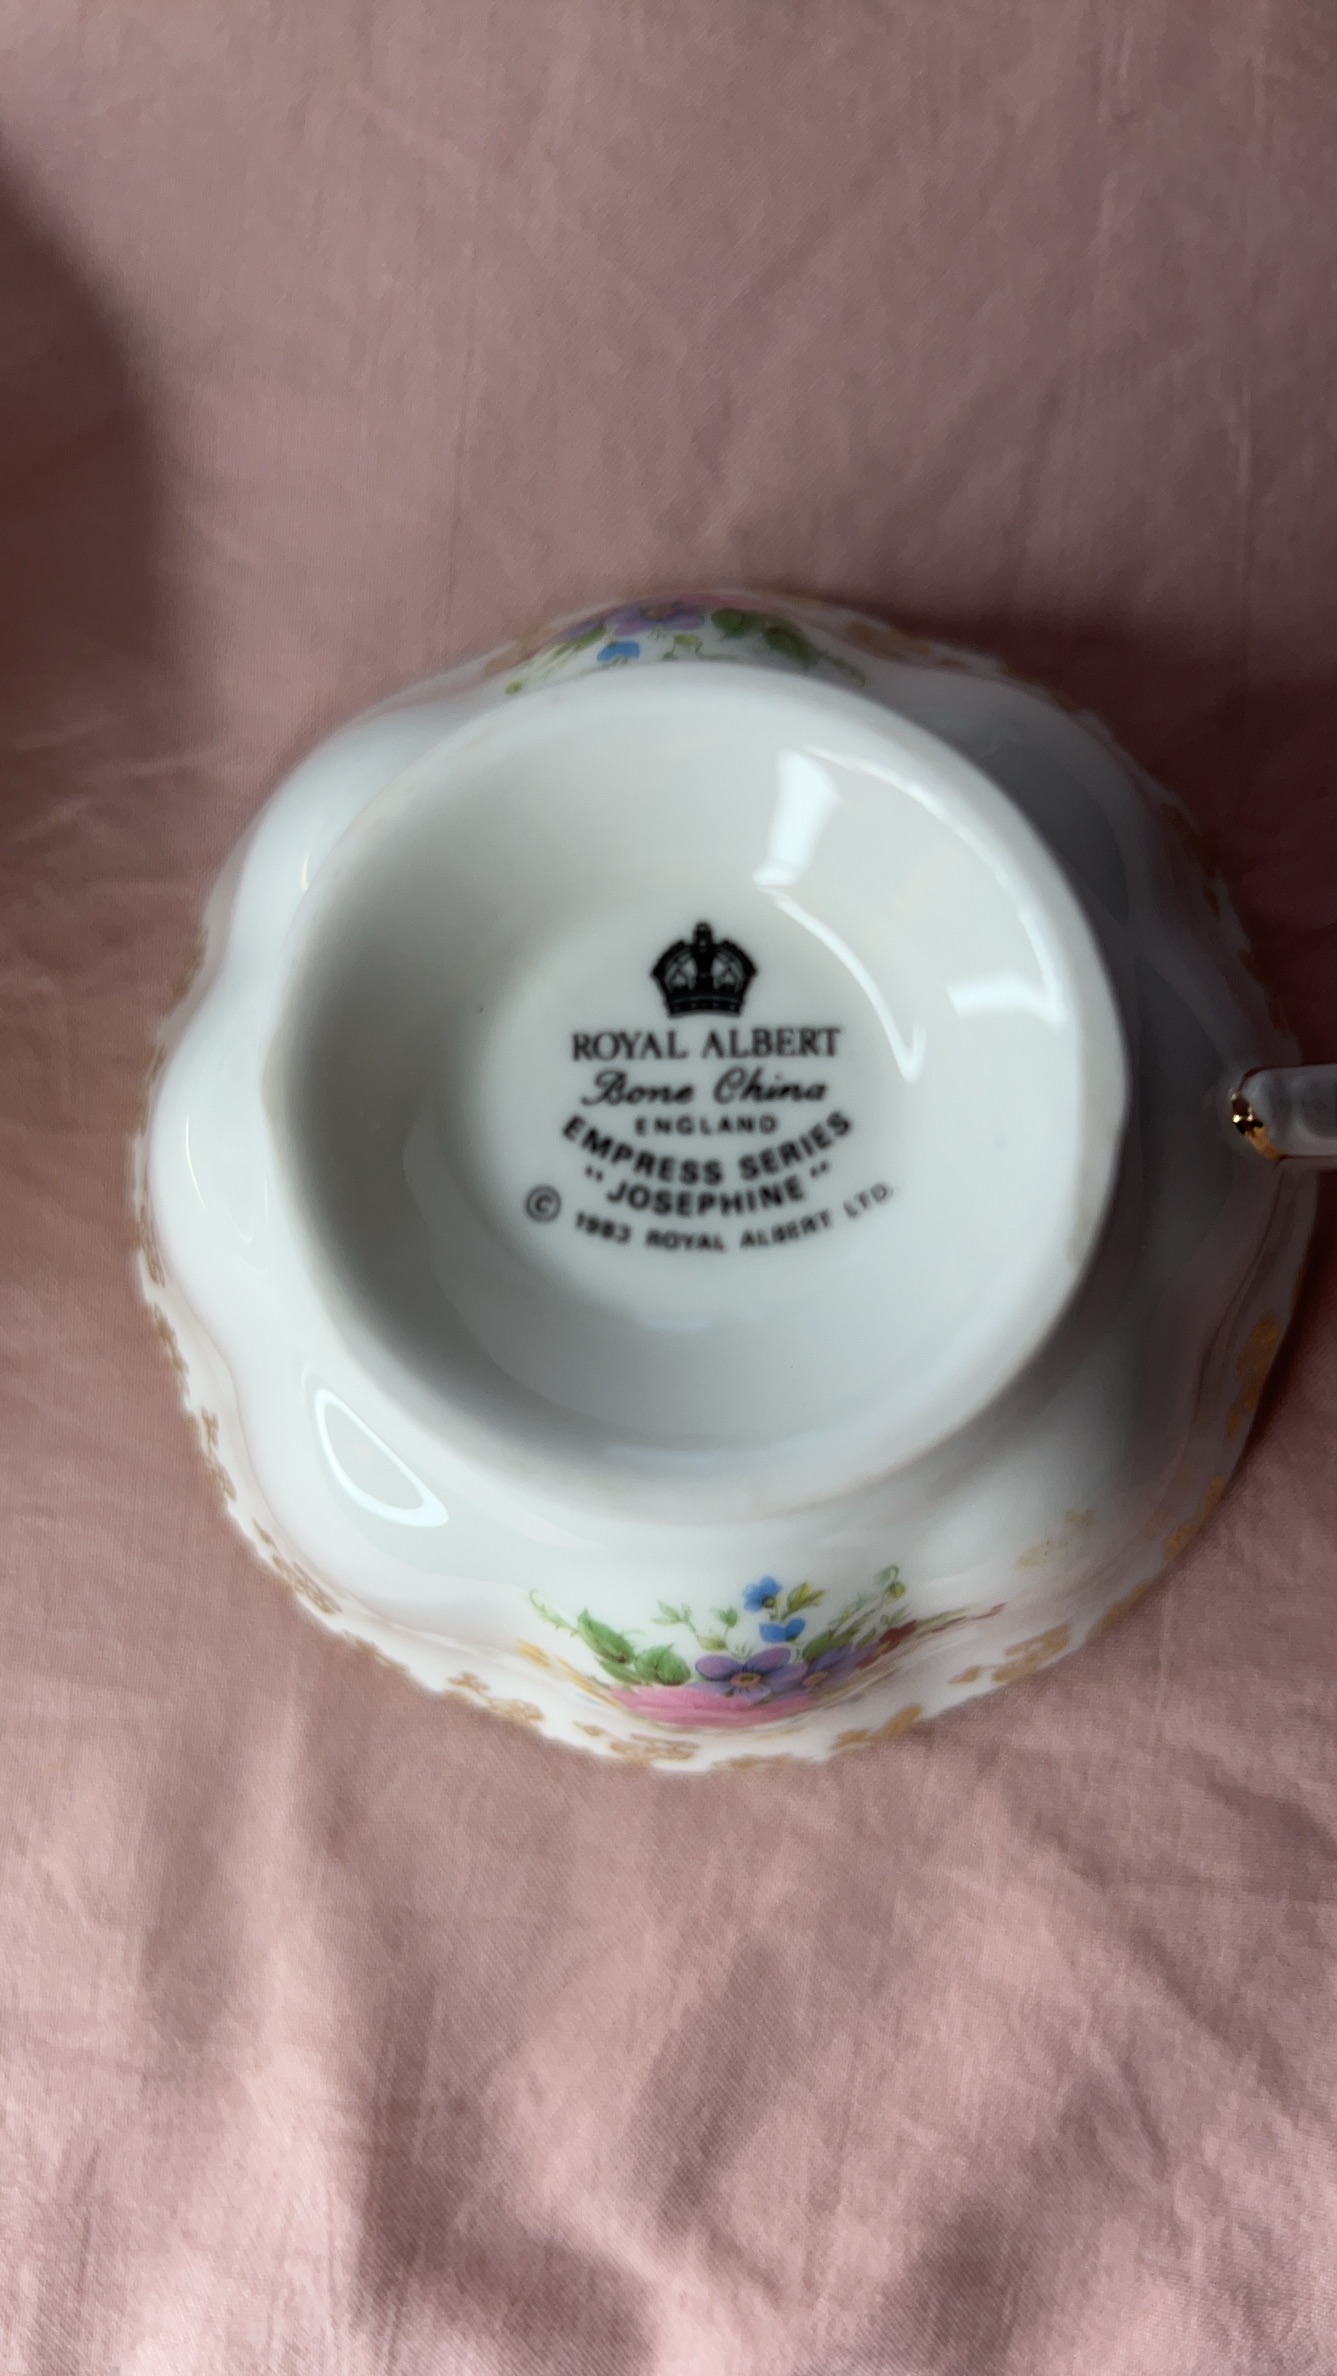 ROYAL ALBERT
Bone China
ENGLAND
EMPRESS SERIES
"JOSEPHINE"
© 1983 ROYAL ALBERT LTD.